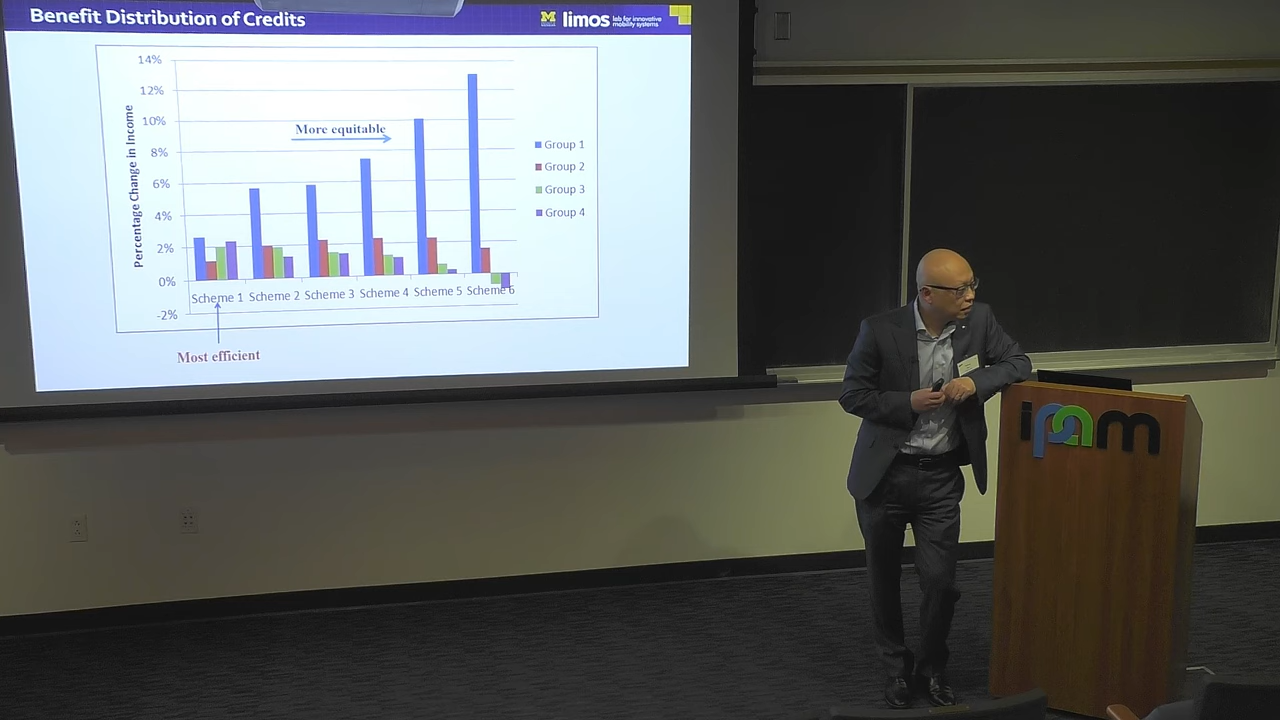 Benefit Distribution of Credits
M
limos
lab for innovative
mobility systems
14%
12%
10%
8%
6%
4%
2%
0%
-2%
Percentage Change in Income
More equitable
Group 1
Group 2
Group 3
Group 4
Scheme 1 Scheme 2 Scheme 3 Scheme 4 Scheme 5 Scheme 6
Most efficient
ipam